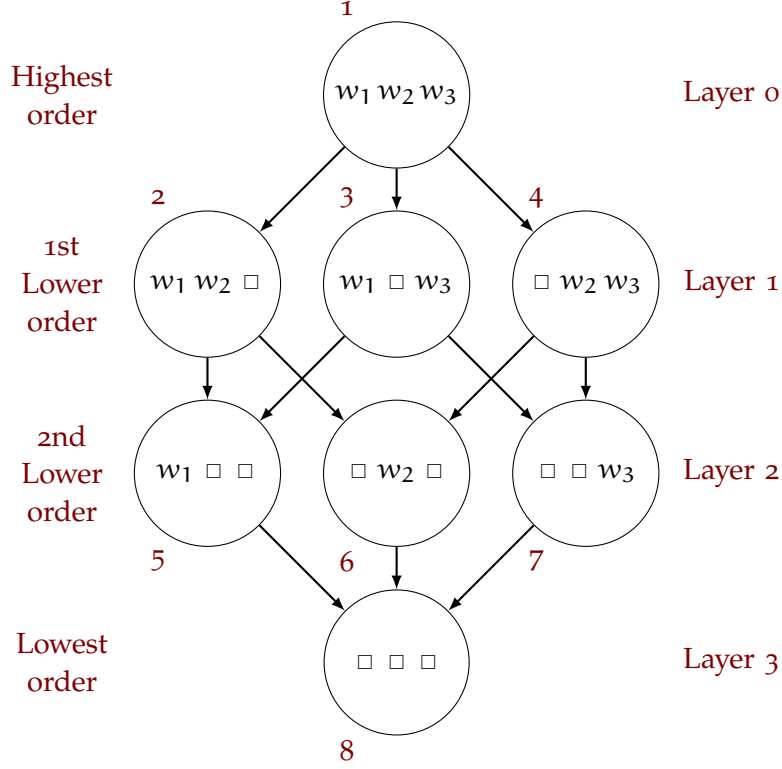 1
Highest
order
w₁ w₂ w₃
Layer 0
2
3
4
1st
Lower
order
w₁ w₂ □
w₁ □ w₃
□ w₂ w₃
Layer 1
2nd
Lower
order
w₁ □ □
□ w₂ □
□ □ w₃
Layer 2
5
6
7
Lowest
order
□ □ □
Layer 3
8